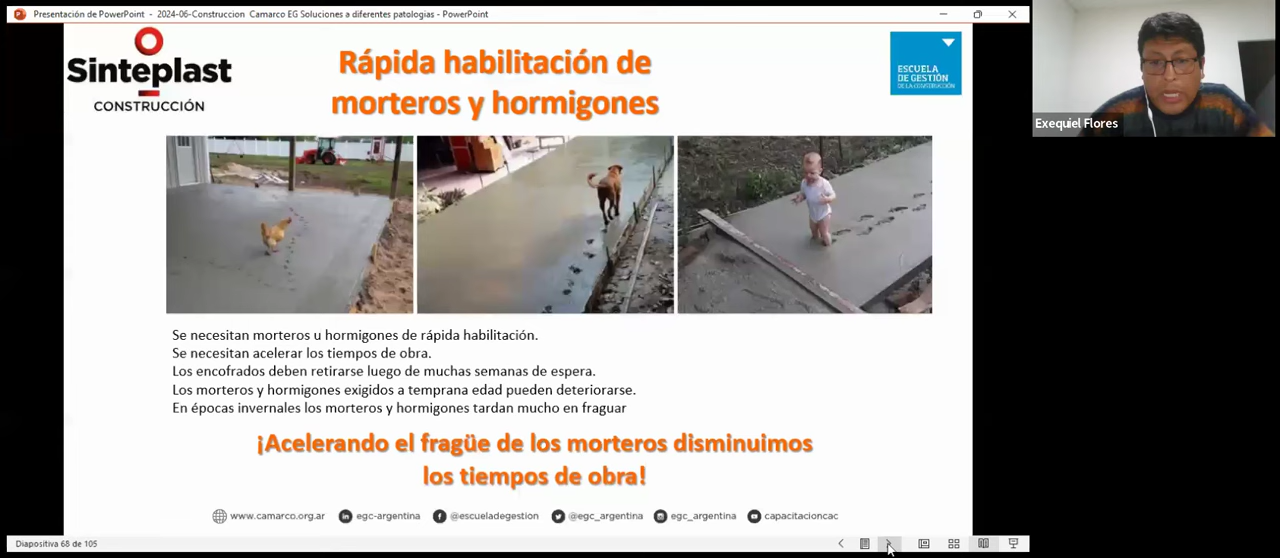 Presentación de PowerPoint - 2024-06-Construccion Camarco EG Soluciones a diferentes patologias - PowerPoint
Sinteplast
CONSTRUCCIÓN
Rápida habilitación de
morteros y hormigones
ESCUELA
DE GESTIÓN
DE LA CONSTRUCCIÓN
Exequiel Flores
Se necesitan morteros u hormigones de rápida habilitación.
Se necesitan acelerar los tiempos de obra.
Los encofrados deben retirarse luego de muchas semanas de espera.
Los morteros y hormigones exigidos a temprana edad pueden deteriorarse.
En épocas invernales los morteros y hormigones tardan mucho en fraguar
¡Acelerando el fragüe de los morteros disminuimos
los tiempos de obra!
www.camarco.org.ar egc-argentina @escueladegestion @egc_argentina egc_argentina capacitacioncac
Diapositiva 68 de 105